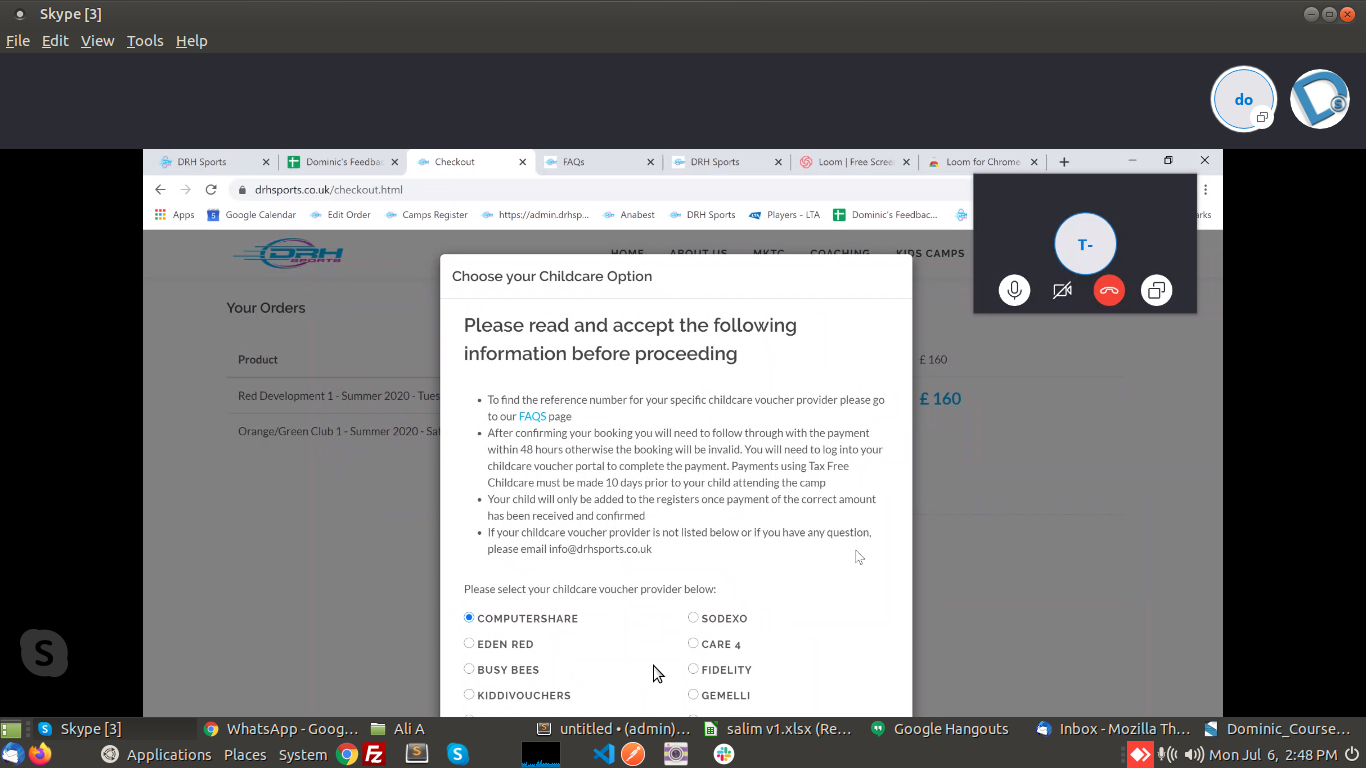 Skype [3]
File Edit View Tools Help
do
DRH Sports
Dominic's Feedbac
Checkout
FAQs
DRH Sports
Loom | Free Scree
Loom for Chrome
drhsports.co.uk/checkout.html
Apps
Google Calendar
Edit Order
Camps Register
https://admin.drhsp...
Anabest
DRH Sports
Players - LTA
Dominic's Feedbac...
T-
DRH
SPORTS
HOME ABOUT US MKTC COACHING KIDS CAMPS
Your Orders
Product
£ 160
Red Development 1 - Summer 2020 - Tues
£ 160
Orange/Green Club 1 - Summer 2020 - Sat
Choose your Childcare Option
Please read and accept the following
information before proceeding
• To find the reference number for your specific childcare voucher provider please go
to our FAQS page
• After confirming your booking you will need to follow through with the payment
within 48 hours otherwise the booking will be invalid. You will need to log into your
childcare voucher portal to complete the payment. Payments using Tax Free
Childcare must be made 10 days prior to your child attending the camp
• Your child will only be added to the registers once payment of the correct amount
has been received and confirmed
• If your childcare voucher provider is not listed below or if you have any question,
please email info@drhsports.co.uk
Please select your childcare voucher provider below:
COMPUTERSHARE SODEXO
EDEN RED CARE 4
BUSY BEES FIDELITY
KIDDIVOUCHERS GEMELLI
Skype [3]
WhatsApp - Goog...
Ali A
untitled • (admin)...
salim v1.xlsx (Re...
Google Hangouts
Inbox - Mozilla Th...
Dominic_Course...
Applications Places System
Mon Jul 6, 2:48 PM